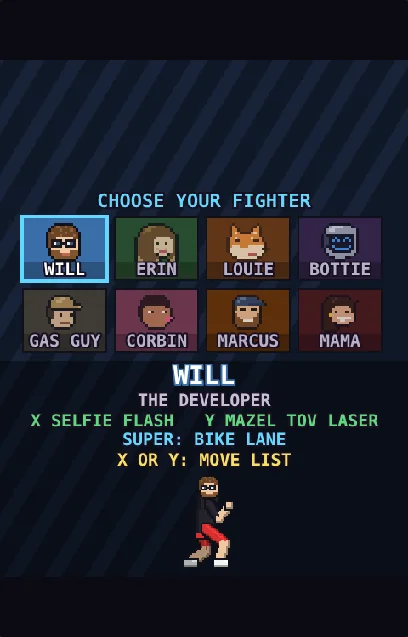 CHOOSE YOUR FIGHTER
WILL ERIN LOUIE BOTTIE
GAS GUY CORBIN MARCUS MAMA
WILL
THE DEVELOPER
X SELFIE FLASH Y MAZEL TOV LASER
SUPER: BIKE LANE
X OR Y: MOVE LIST